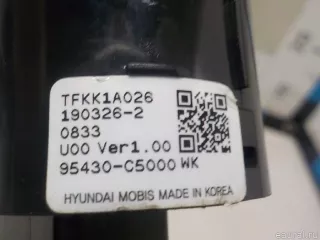 TFKK1A026
190326-2
0833
U00 Ver1.00
95430-C5000 WK
HYUNDAI MOBIS MADE IN KOREA